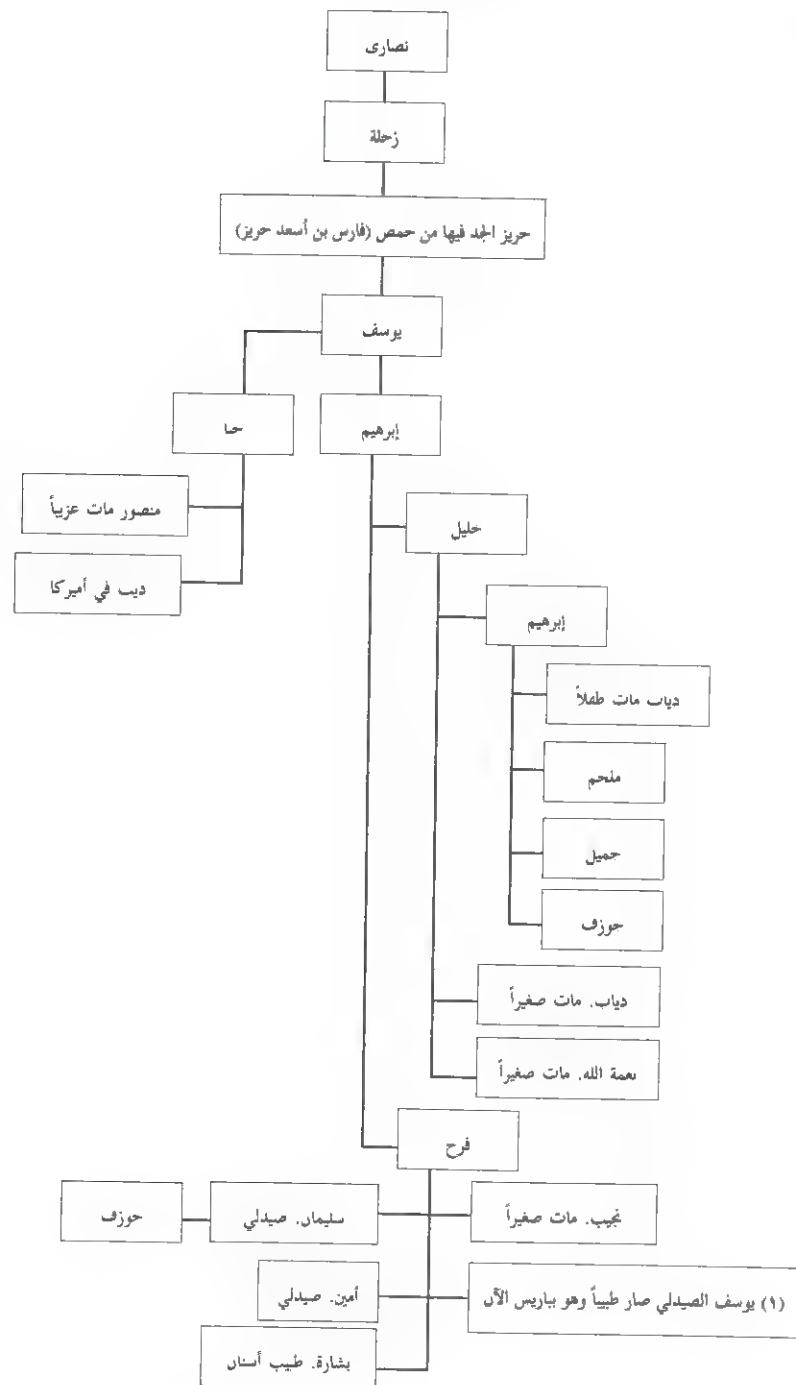 نصارى
زحلة
حريز الجد فيها من حمص (فارس بن أسعد حريز)
يوسف
حنا
إبرهيم
منصور مات عزيباً
ديب في أميركا
خليل
إبرهيم
دياب مات طفلاً
ملحم
جميل
جوزف
دياب. مات صغيراً
نعمة الله. مات صغيراً
فرح
نجيب. مات صغيراً
سليمان. صيدلي
جوزف
(١) يوسف الصيدلي صار طبيباً وهو بباريس الآن
أمين. صيدلي
بشارة. طبيب أسنان